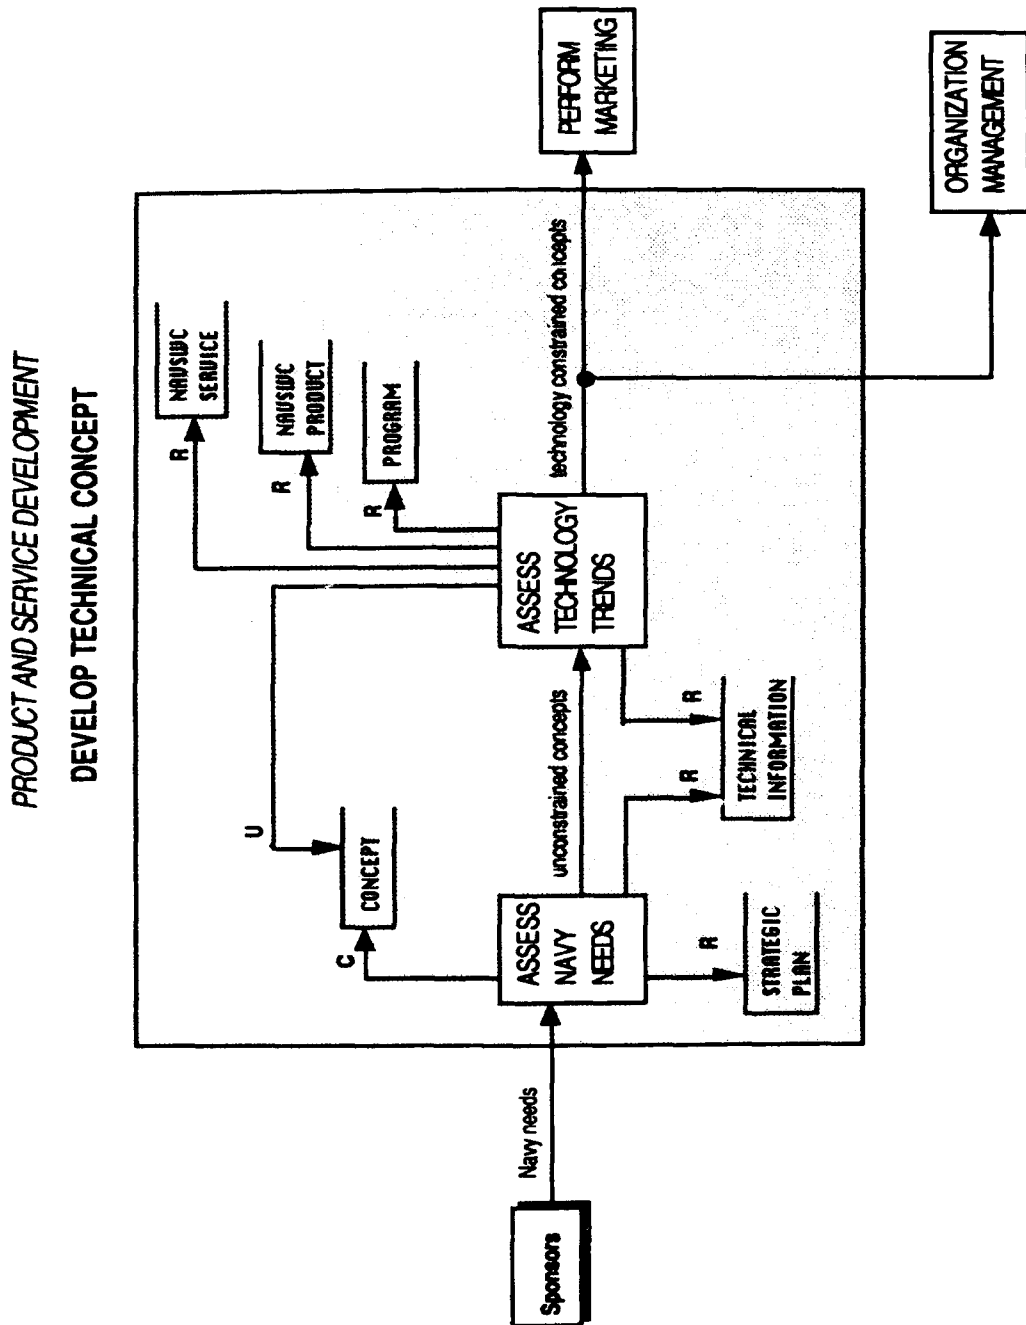 PRODUCT AND SERVICE DEVELOPMENT
DEVELOP TECHNICAL CONCEPT
NAVSWC
SERVICE
R
NAVSWC
PRODUCT
R
PROGRAM
R
U
CONCEPT
C
Sponsors
Navy needs
ASSESS
NAVY
NEEDS
unconstrained concepts
ASSESS
TECHNOLOGY
TRENDS
technology constrained concepts
PERFORM
MARKETING
R
STRATEGIC
PLAN
R
R
TECHNICAL
INFORMATION
ORGANIZATION
MANAGEMENT